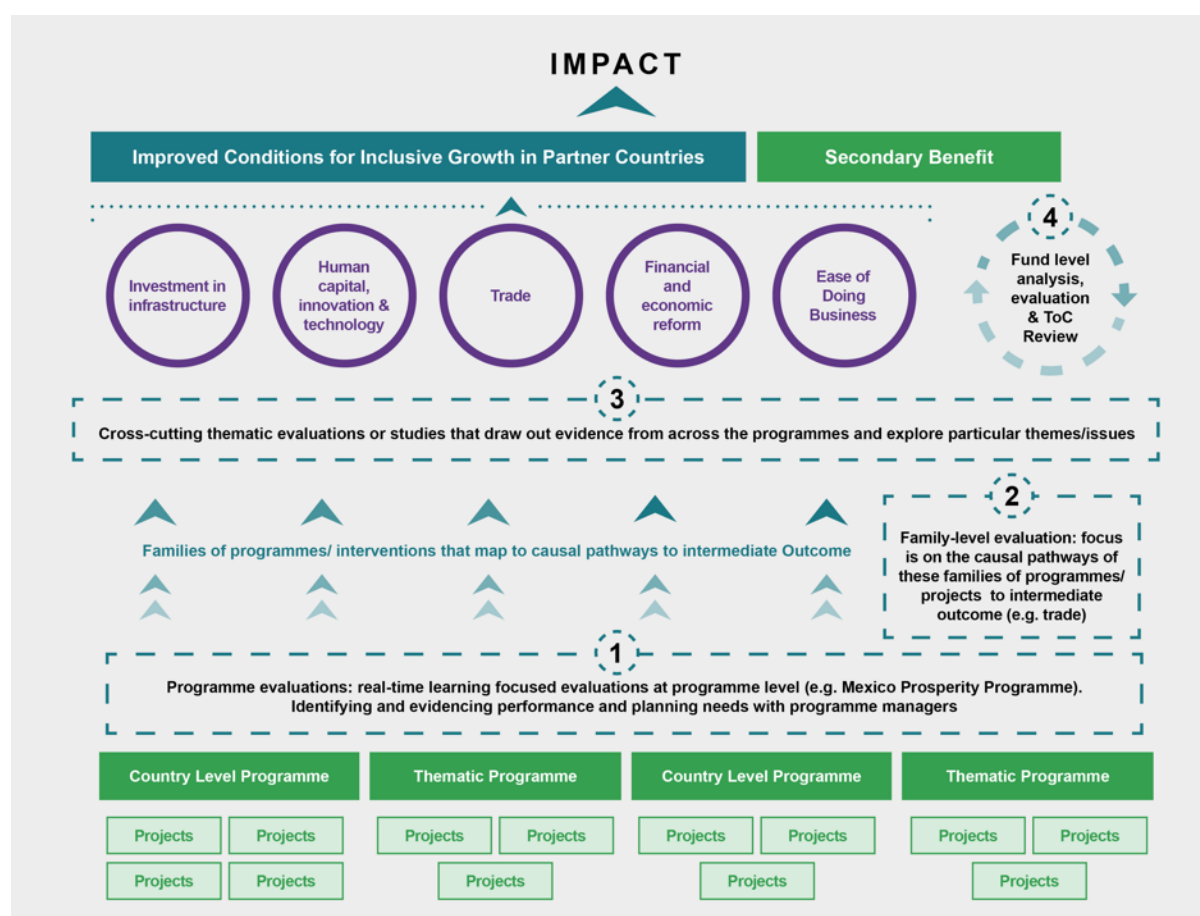 IMPACT
Improved Conditions for Inclusive Growth in Partner Countries
Secondary Benefit
Investment in
infrastructure
Human
capital,
innovation &
technology
Trade
Financial
and
economic
reform
Ease of
Doing
Business
4
Fund level
analysis,
evaluation
& ToC
Review
3
Cross-cutting thematic evaluations or studies that draw out evidence from across the programmes and explore particular themes/issues
Families of programmes/ interventions that map to causal pathways to intermediate Outcome
2
Family-level evaluation: focus
is on the causal pathways of
these families of programmes/
projects to intermediate
outcome (e.g. trade)
1
Programme evaluations: real-time learning focused evaluations at programme level (e.g. Mexico Prosperity Programme).
Identifying and evidencing performance and planning needs with programme managers
Country Level Programme
Thematic Programme
Country Level Programme
Thematic Programme
Projects
Projects
Projects
Projects
Projects
Projects
Projects
Projects
Projects
Projects
Projects
Projects
Projects